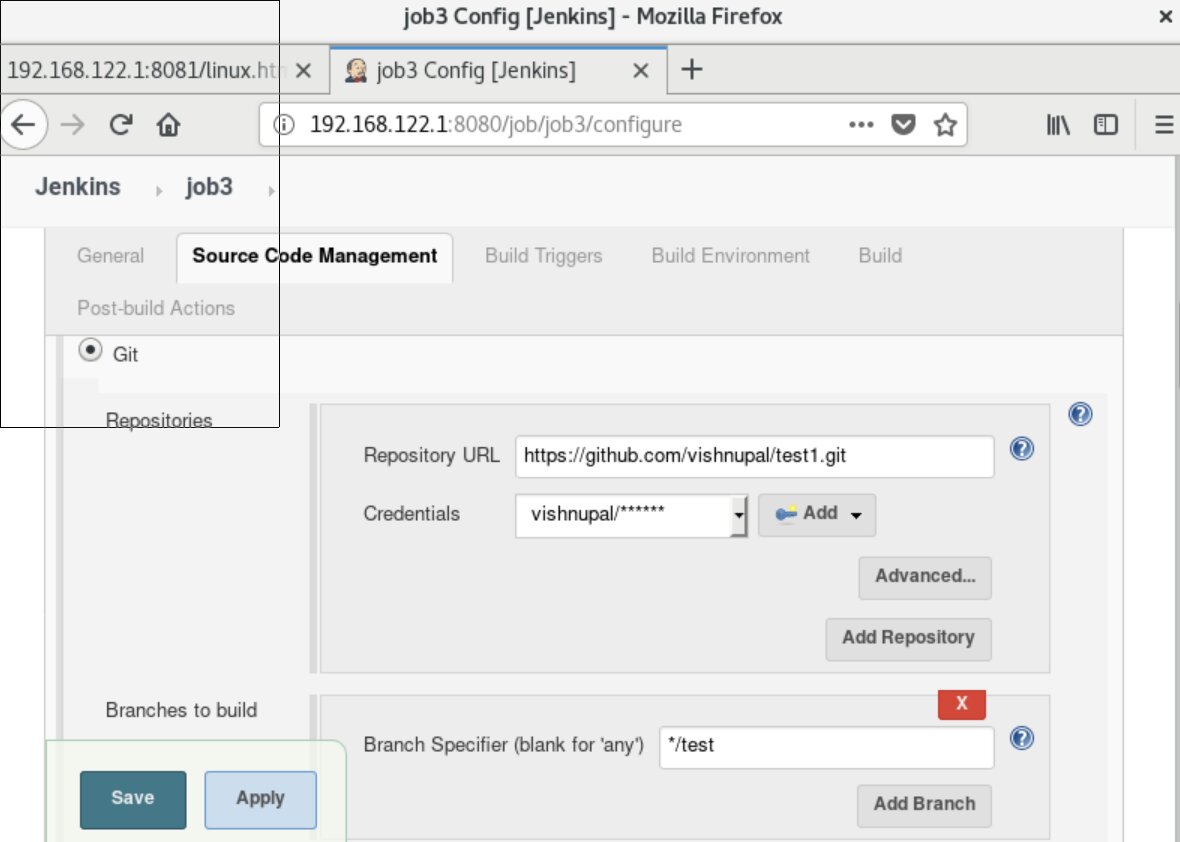 job3 Config [Jenkins] - Mozilla Firefox
192.168.122.1:8081/linux.htm
job3 Config [Jenkins]
192.168.122.1:8080/job/job3/configure
Jenkins job3
General Source Code Management Build Triggers Build Environment Build
Post-build Actions
Git
Repositories
Repository URL https://github.com/vishnupal/test1.git
Credentials vishnupal/****** Add
Advanced...
Add Repository
Branches to build X
Branch Specifier (blank for 'any') */test
Save Apply Add Branch